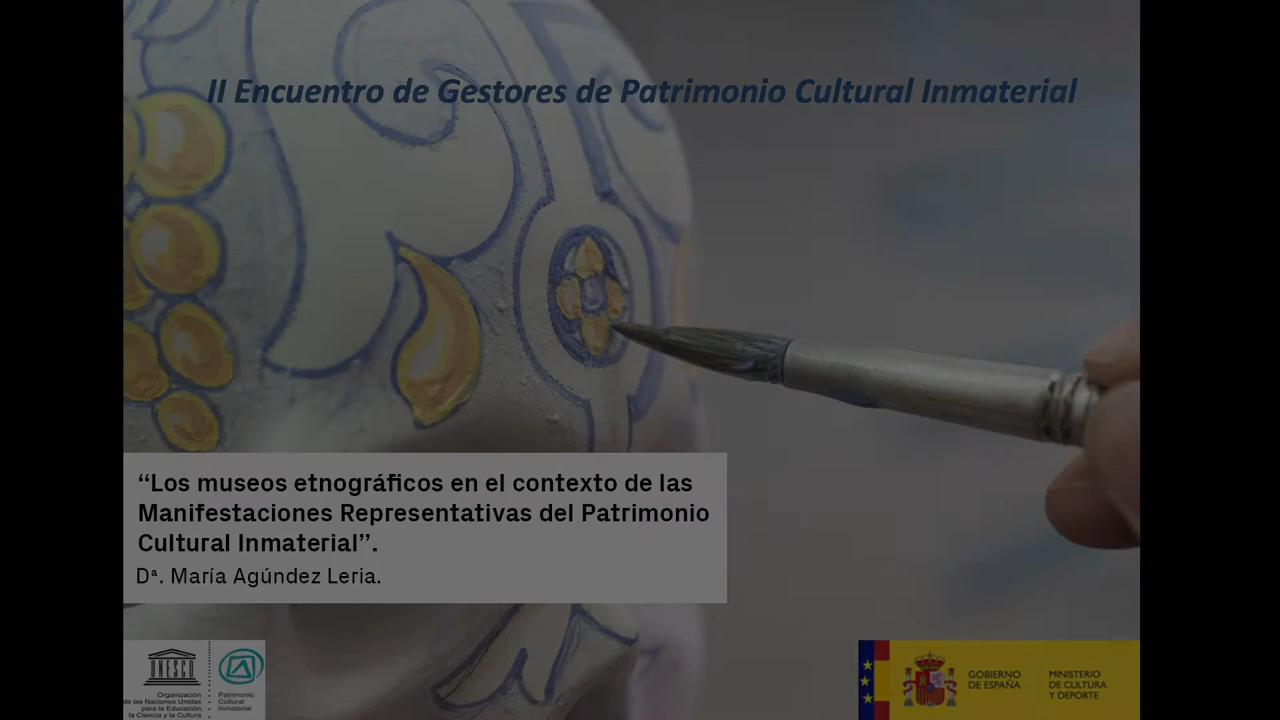 II Encuentro de Gestores de Patrimonio Cultural Inmaterial
“Los museos etnográficos en el contexto de las
Manifestaciones Representativas del Patrimonio
Cultural Inmaterial”.
Dª. María Agúndez Leria.
UNESCO
Organización
de las Naciones Unidas
para la Educación,
la Ciencia y la Cultura
Patrimonio
Cultural
Inmaterial
GOBIERNO
DE ESPAÑA
MINISTERIO
DE CULTURA
Y DEPORTE